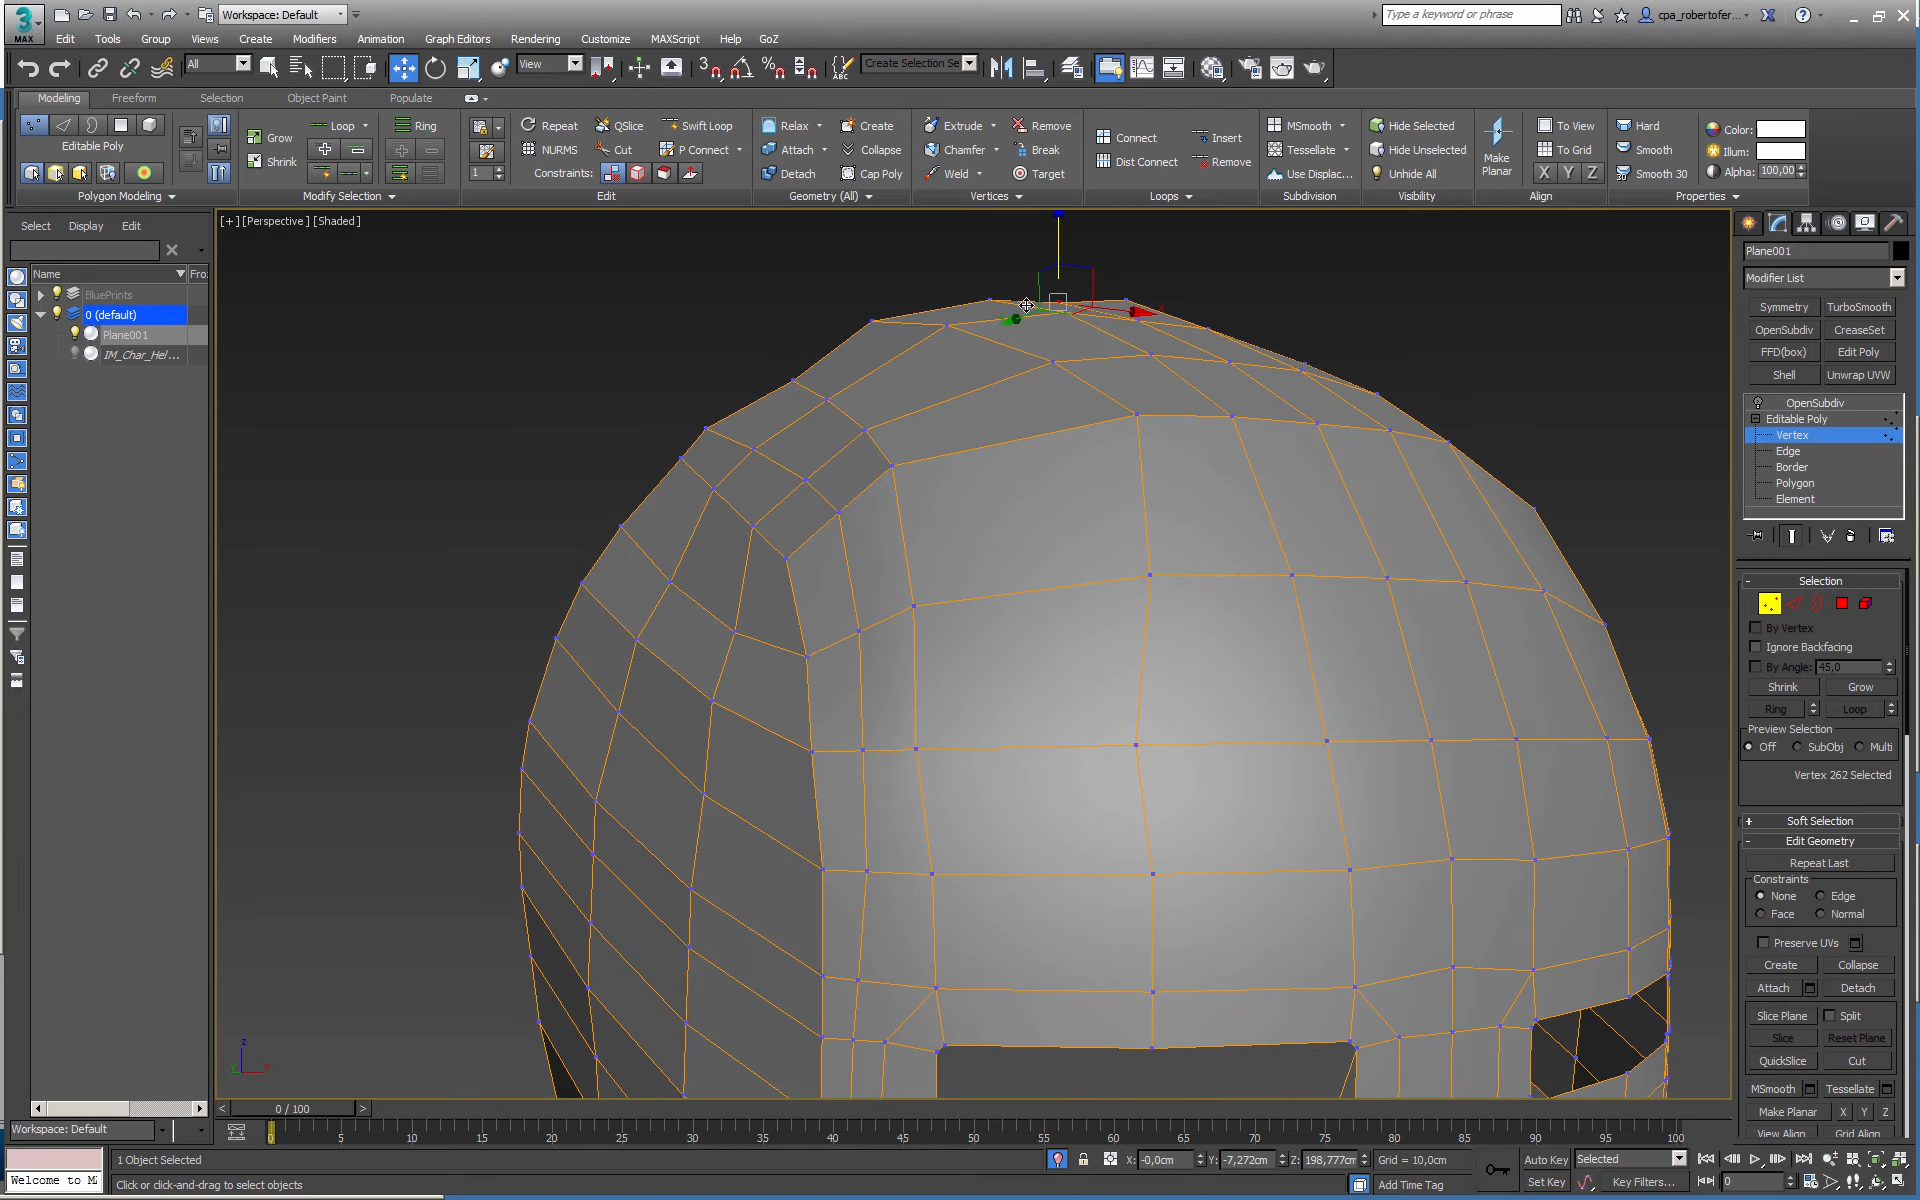 3 MAX Workspace: Default Type a keyword or phrase cpa_robertofer...
Edit Tools Group Views Create Modifiers Animation Graph Editors Rendering Customize MAXScript Help GoZ
All View Create Selection Se
Modeling Freeform Selection Object Paint Populate
Grow Loop Ring Repeat QSlice Swift Loop Relax Create Extrude Remove Connect Insert MSmooth Hide Selected To View Hard Color:
Editable Poly Shrink NURMS Cut P Connect Attach Collapse Chamfer Break Dist Connect Remove Tessellate Hide Unselected Make Planar To Grid Smooth Illum:
1 Constraints: Detach Cap Poly Weld Target Use Displac... Unhide All X Y Z Smooth 30 Alpha: 100,00
Polygon Modeling Modify Selection Edit Geometry (All) Vertices Loops Subdivision Visibility Align Properties
Select Display Edit
Name Fro
BluePrints
0 (default)
Plane001
IM_Char_Hel...
[+] [Perspective] [Shaded]
Plane001
Modifier List
Symmetry TurboSmooth
OpenSubdiv CreaseSet
FFD(box) Edit Poly
Shell Unwrap UVW
OpenSubdiv
Editable Poly
Vertex
Edge
Border
Polygon
Element
Selection
By Vertex
Ignore Backfacing
By Angle: 45,0
Shrink Grow
Ring Loop
Preview Selection
Off SubObj Multi
Vertex 262 Selected
Soft Selection
Edit Geometry
Repeat Last
Constraints
None Edge
Face Normal
Preserve UVs
Create Collapse
Attach Detach
Slice Plane Split
Slice Reset Plane
QuickSlice Cut
MSmooth Tessellate
Make Planar X Y Z
View Align Grid Align
z
y x
0 / 100
Workspace: Default
0 5 10 15 20 25 30 35 40 45 50 55 60 65 70 75 80 85 90 95 100
1 Object Selected X: -0,0cm Y: -7,272cm Z: 198,777cm Grid = 10,0cm Auto Key Selected
Welcome to M Click or click-and-drag to select objects Add Time Tag Set Key Key Filters... 0